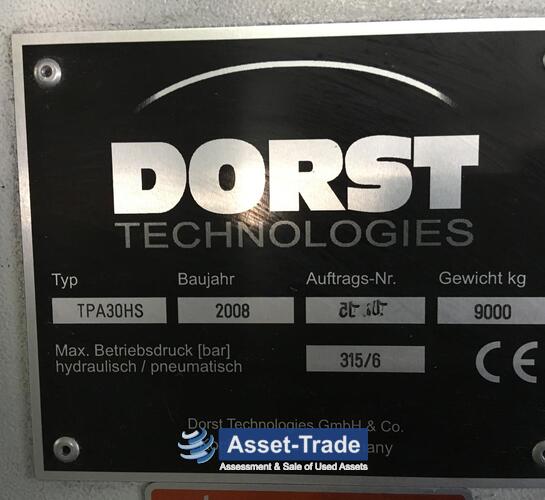 DORST
TECHNOLOGIES
Typ Baujahr Auftrags-Nr. Gewicht kg
TPA30HS 2008 9000
Max. Betriebsdruck [bar]
hydraulisch / pneumatisch 315/6 CE
Dorst Technologies GmbH & Co.
Asset-Trade
Assessment & Sale of Used Assets